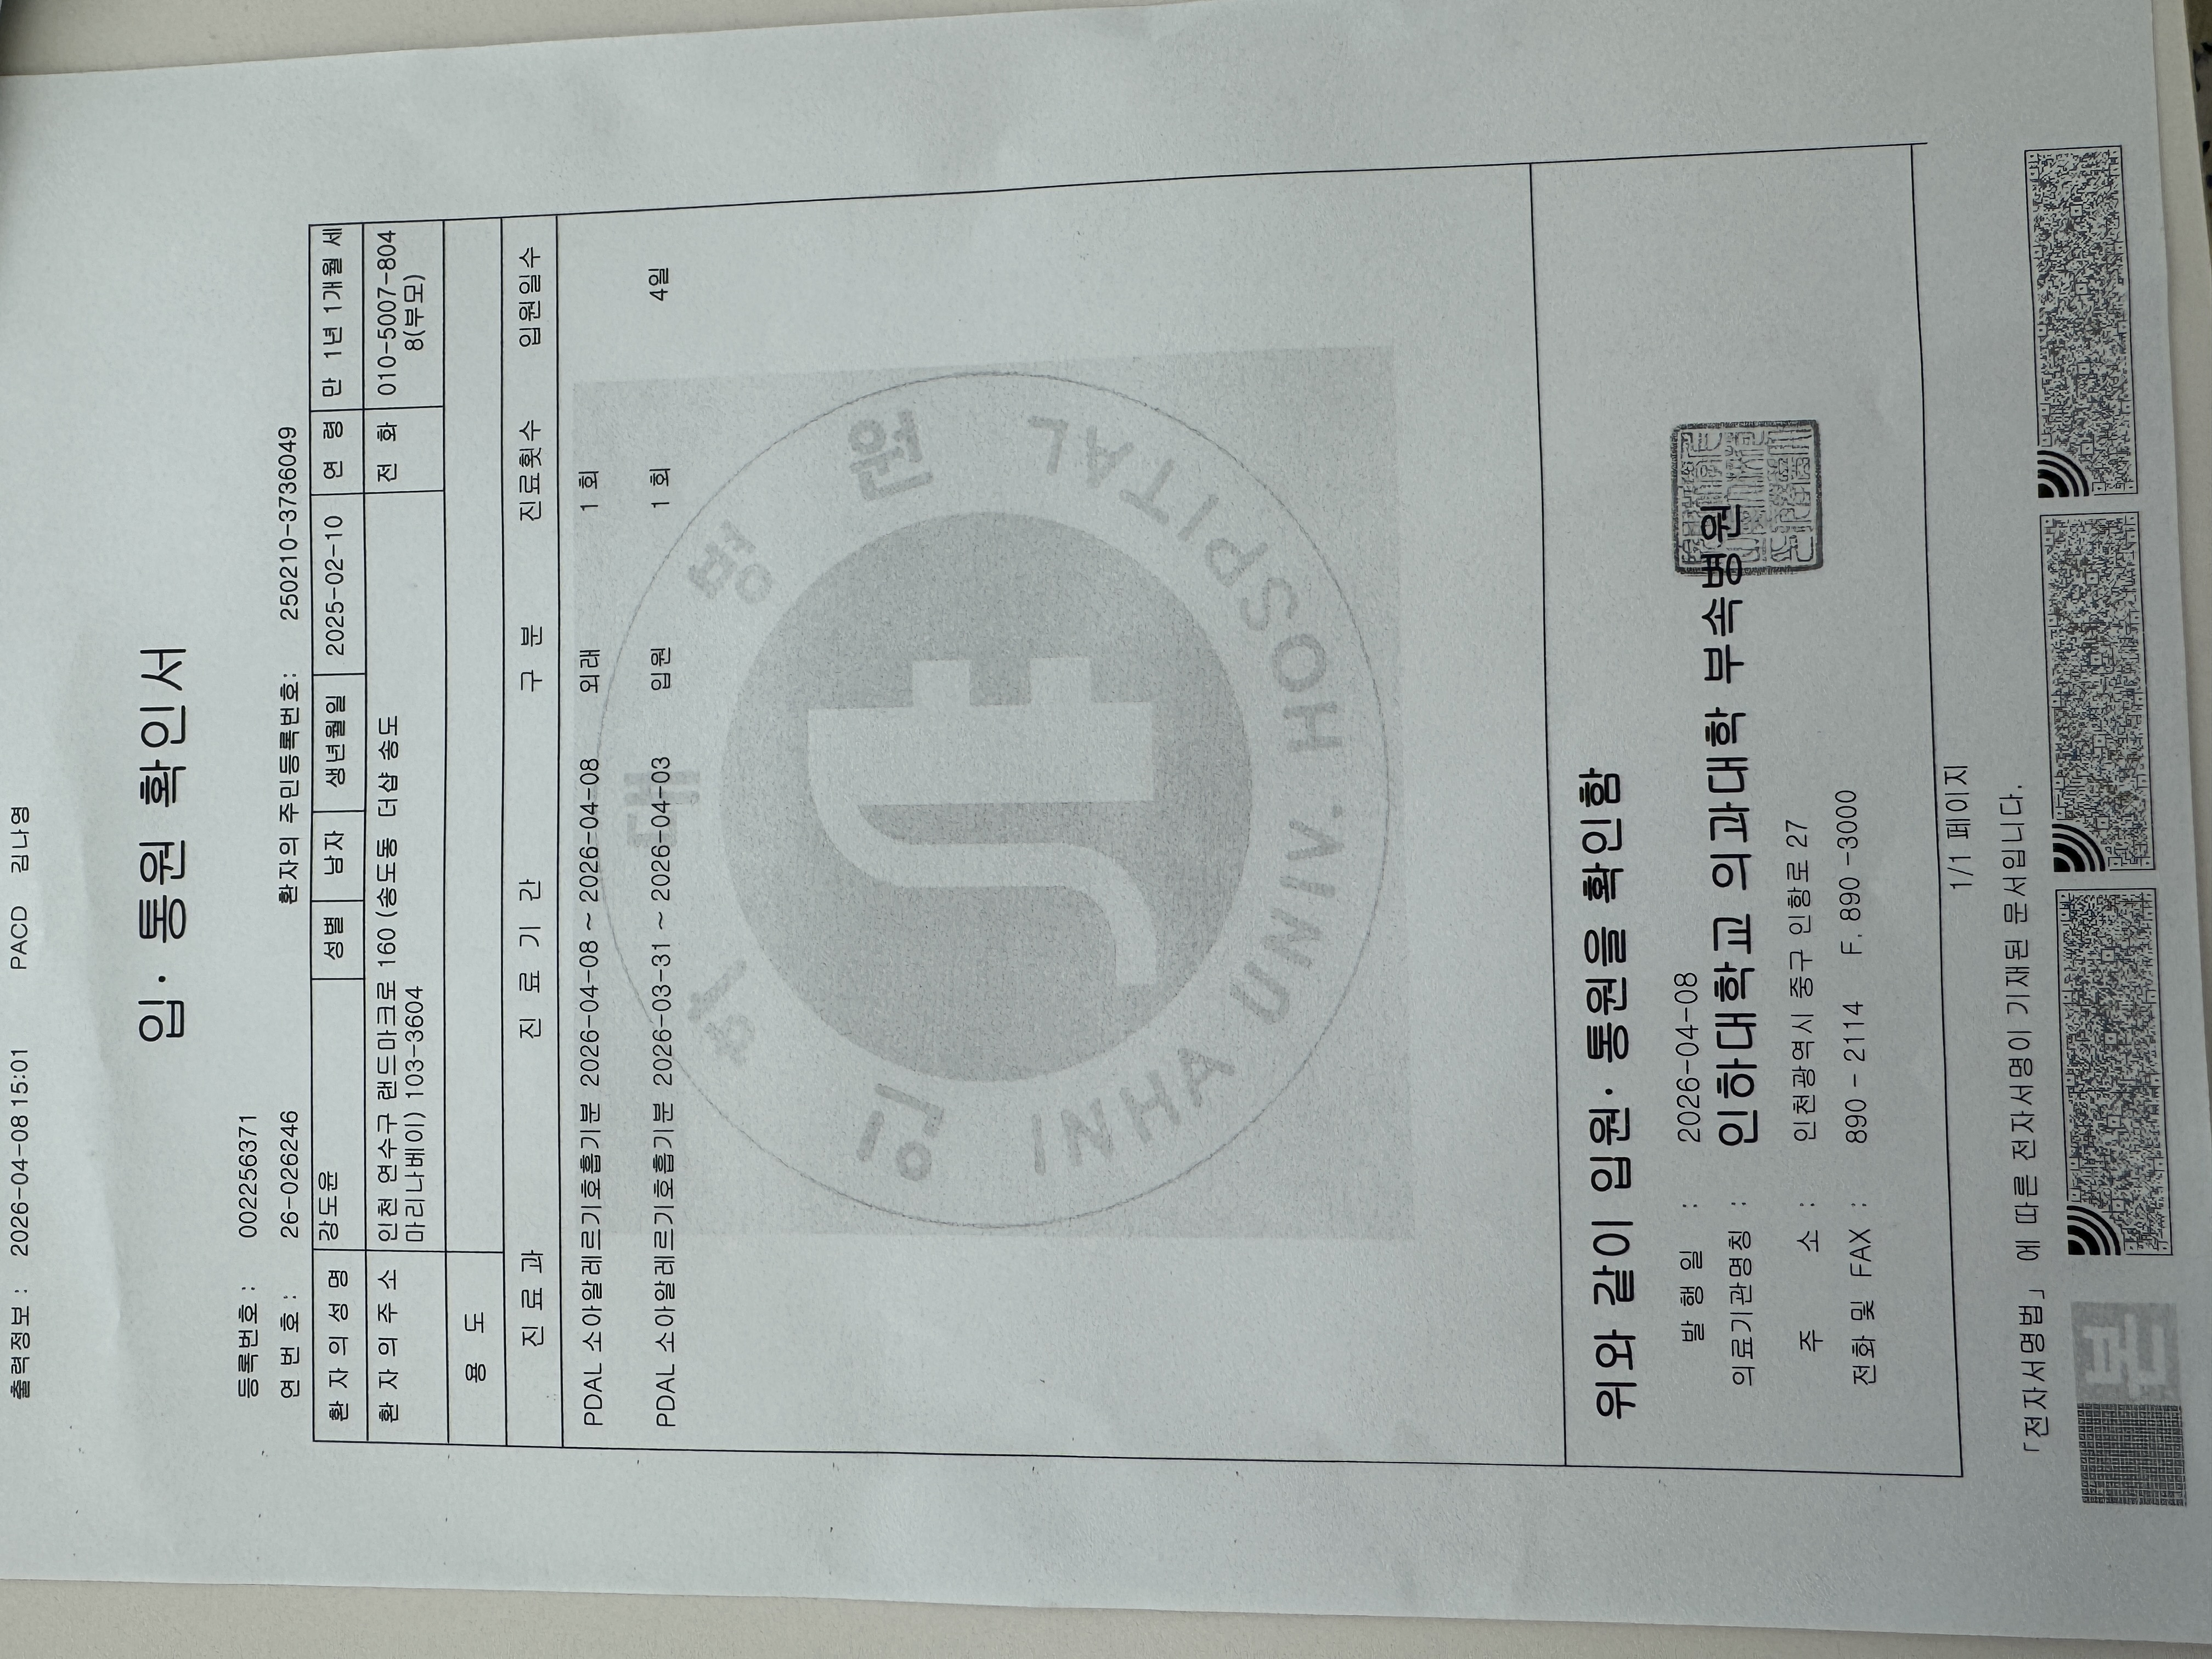 출력정보 : 2026-04-08 15:01 PACD 김나영
입 · 통원 확인서
등록번호 : 002256371
연 번 호 : 26-026246 환자의 주민등록번호: 250210-3736049
환 자 의 성 명 강도윤 성별 남자 생년월일 2025-02-10 연 령 만 1년 1개월 세
환 자 의 주 소 인천 연수구 랜드마크로 160 (송도동 더샵 송도 전 화 010-5007-804
마리나베이) 103-3604 8(부모)
용 도
진 료 과 진 료 기 간 구 분 진료횟수 입원일수
PDAL 소아알레르기호흡기분 2026-04-08 ~ 2026-04-08 외래 1 회
PDAL 소아알레르기호흡기분 2026-03-31 ~ 2026-04-03 입원 1 회 4일
인 하 대 병 원
INHA UNIV. HOSPITAL
위와 같이 입원 · 통원을 확인함
발 행 일 : 2026-04-08
의료기관명칭 : 인하대학교 의과대학 부속병원
주 소 : 인천광역시 중구 인항로 27
전화 및 FAX : 890 - 2114 F. 890 -3000
1/1 페이지
「전자서명법」 에 따른 전자서명이 기재된 문서입니다.